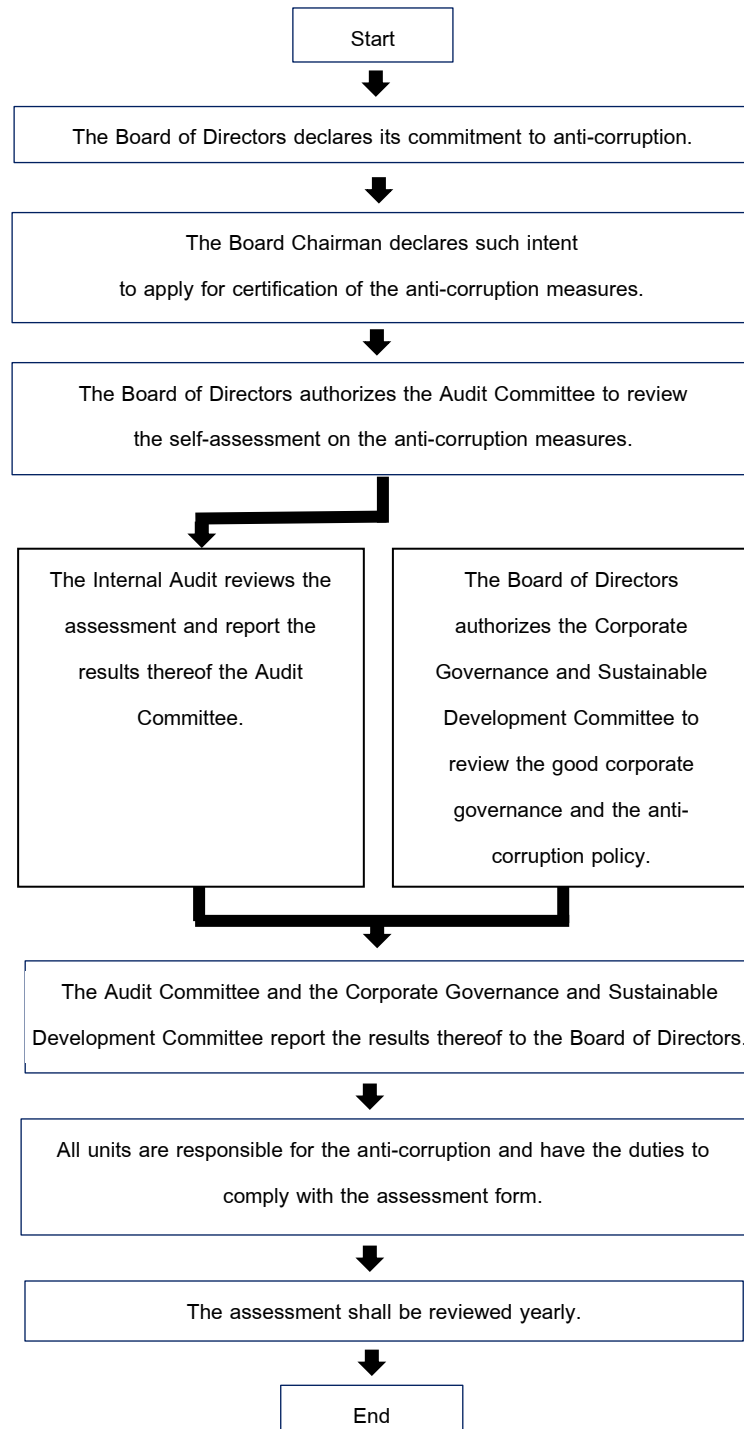 Start
The Board of Directors declares its commitment to anti-corruption.
The Board Chairman declares such intent
to apply for certification of the anti-corruption measures.
The Board of Directors authorizes the Audit Committee to review
the self-assessment on the anti-corruption measures.
The Internal Audit reviews the
assessment and report the
results thereof the Audit
Committee.
The Board of Directors
authorizes the Corporate
Governance and Sustainable
Development Committee to
review the good corporate
governance and the anti-
corruption policy.
The Audit Committee and the Corporate Governance and Sustainable
Development Committee report the results thereof to the Board of Directors.
All units are responsible for the anti-corruption and have the duties to
comply with the assessment form.
The assessment shall be reviewed yearly.
End